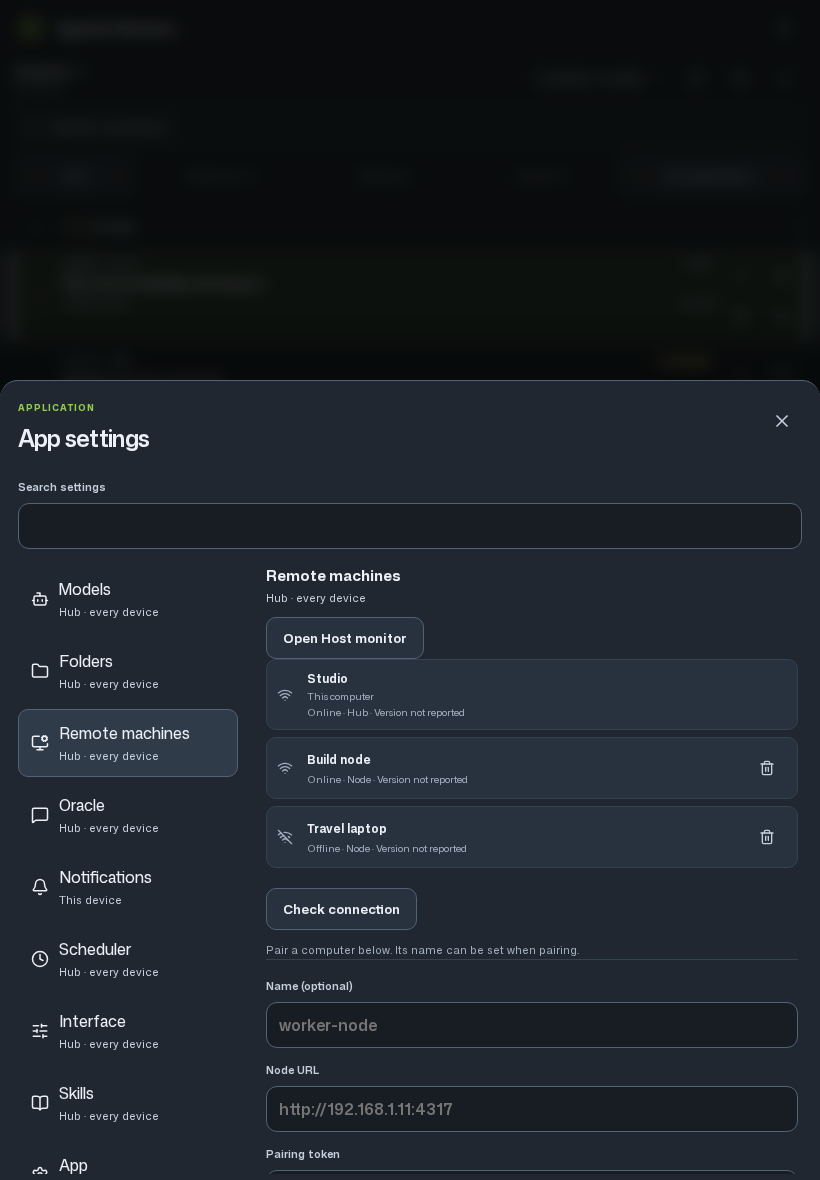 APPLICATION
App settings
Search settings
Models
Hub · every device
Folders
Hub · every device
Remote machines
Hub · every device
Oracle
Hub · every device
Notifications
This device
Scheduler
Hub · every device
Interface
Hub · every device
Skills
Hub · every device
App
Remote machines
Hub · every device
Open Host monitor
Studio
This computer
Online · Hub · Version not reported
Build node
Online · Node · Version not reported
Travel laptop
Offline · Node · Version not reported
Check connection
Pair a computer below. Its name can be set when pairing.
Name (optional)
worker-node
Node URL
http://192.168.1.11:4317
Pairing token